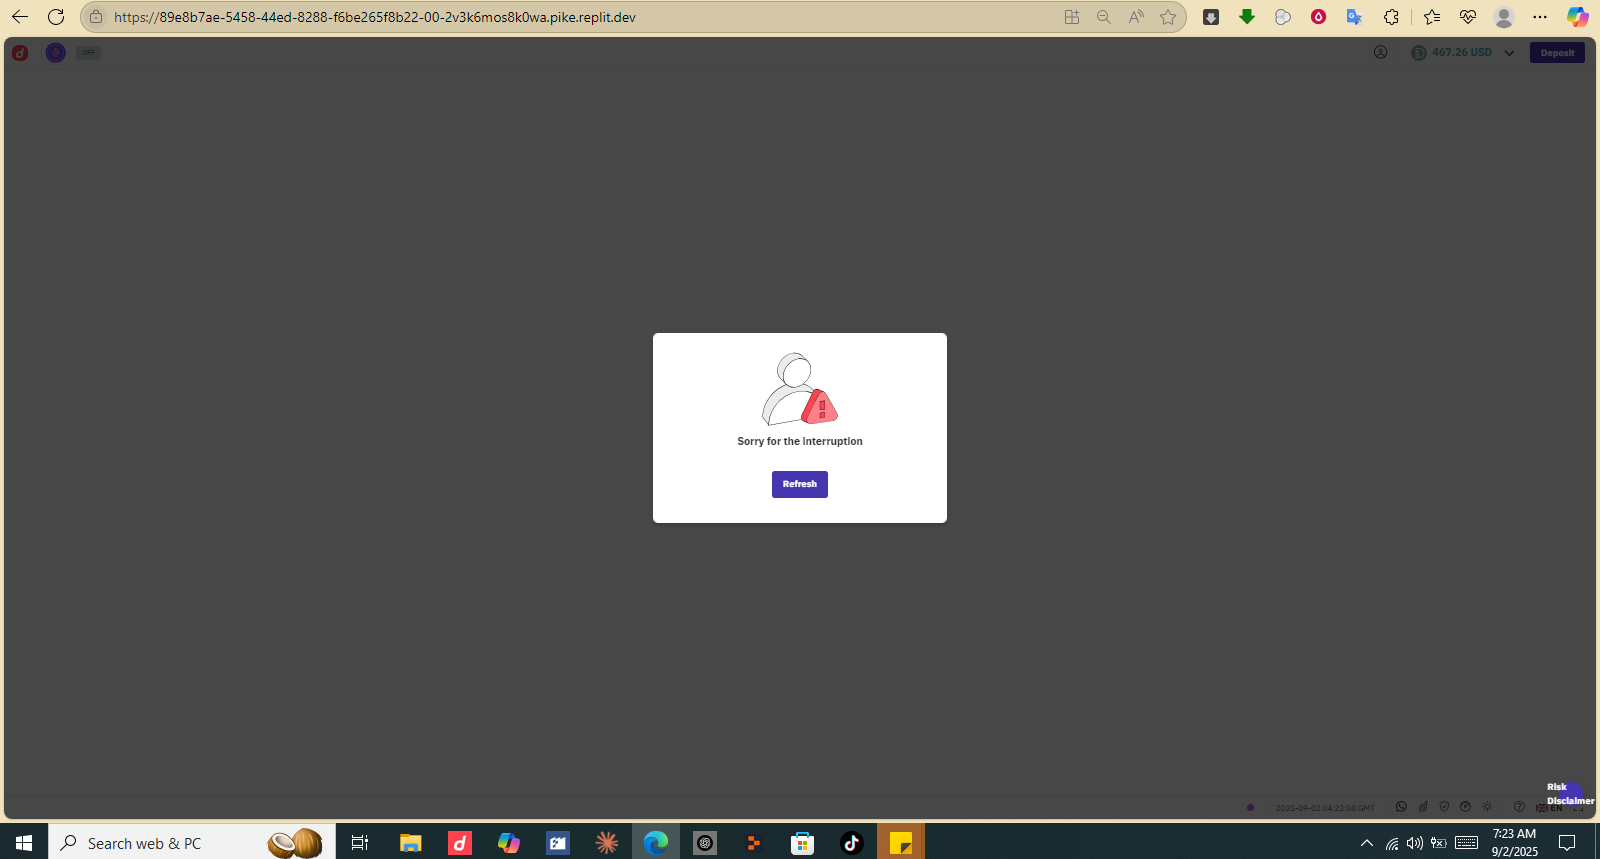 https://89e8b7ae-5458-44ed-8288-f6be265f8b22-00-2v3k6mos8k0wa.pike.replit.dev
OFF
467.26 USD
Deposit
Sorry for the interruption
Refresh
Risk
Disclaimer
2025-09-02 04:23:00 GMT
EN
Search web & PC
7:23 AM
9/2/2025